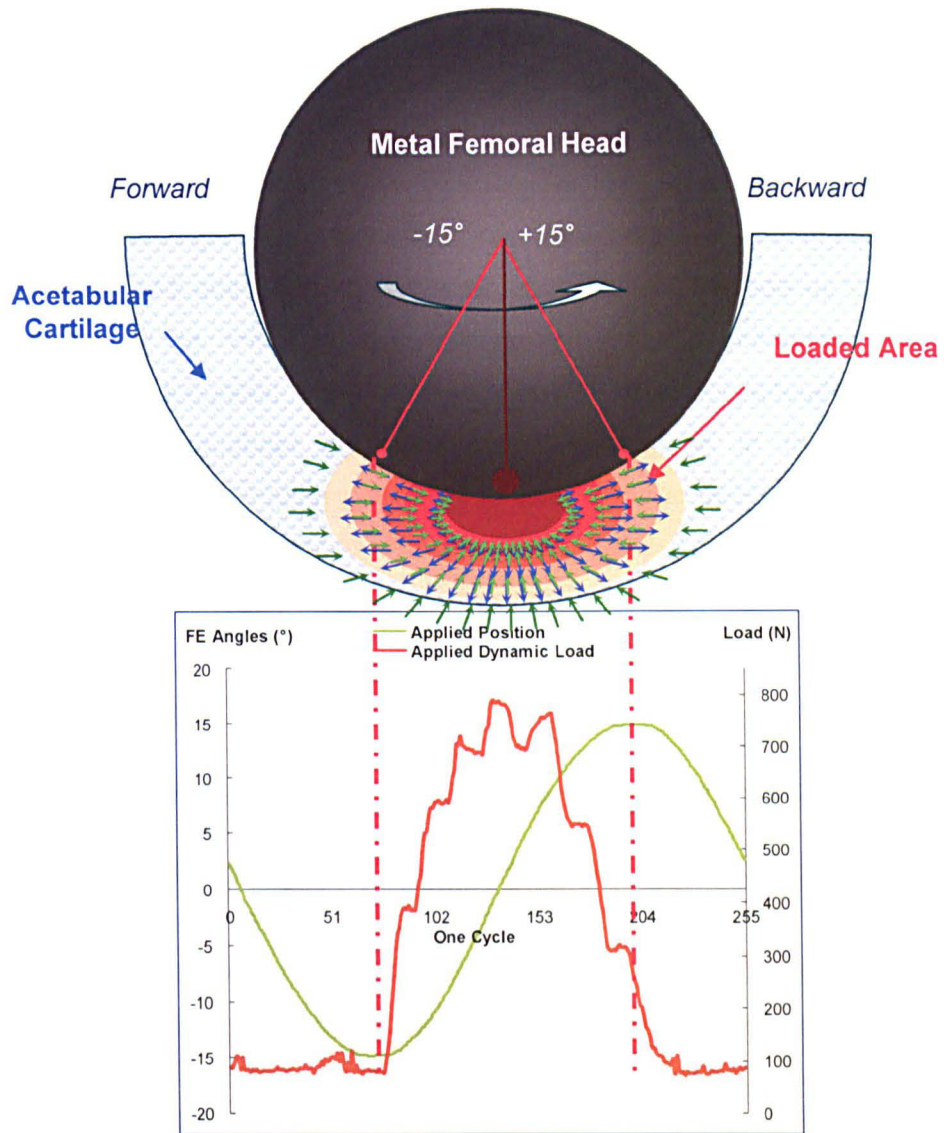 Metal Femoral Head
Forward
Backward
-15° +15°
Acetabular
Cartilage
Loaded Area
FE Angles (°)
Applied Position
Load (N)
Applied Dynamic Load
20
800
15
700
10
600
5
500
0
400
0 51 102 153 204 255
One Cycle
-5
300
-10
200
-15
100
-20
0